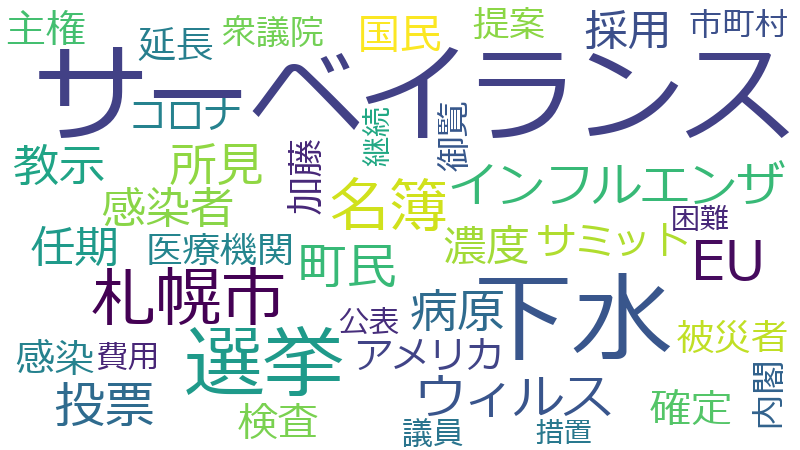 主権
延長
衆議院
国民
提案
採用
市町村
サーベイランス
コロナ
継続
御覧
教示
所見
加藤
インフルエンザ
感染者
名簿
困難
任期
医療機関
町民
濃度
サミット
EU
札幌市
下水
公表
病原
被災者
選挙
アメリカ
感染
費用
ウィルス
内閣
投票
検査
確定
議員
措置